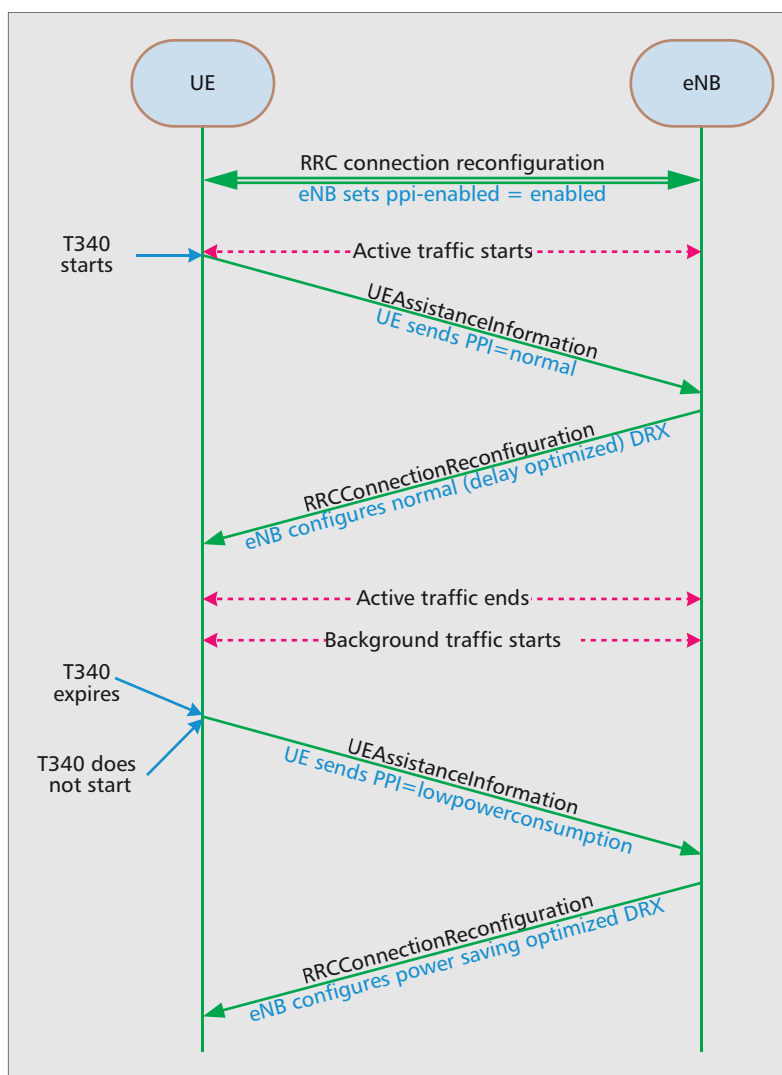 UE
eNB
RRC connection reconfiguration
eNB sets ppi-enabled = enabled
T340
starts
Active traffic starts
UEAssistanceInformation
UE sends PPI=normal
RRCConnectionReconfiguration
eNB configures normal (delay optimized) DRX
Active traffic ends
Background traffic starts
T340
expires
T340 does
not start
UEAssistanceInformation
UE sends PPI=lowpowerconsumption
RRCConnectionReconfiguration
eNB configures power saving optimized DRX